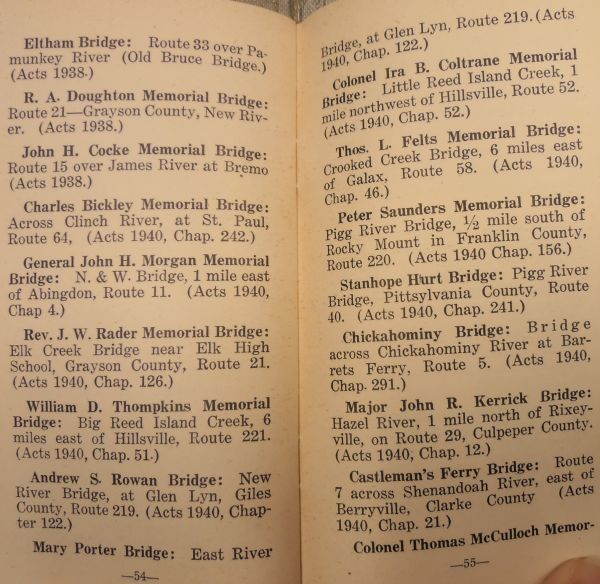 Eltham Bridge: Route 33 over Pa-
munkey River (Old Bruce Bridge.)
(Acts 1938.)
R. A. Doughton Memorial Bridge:
Route 21—Grayson County, New Riv-
er. (Acts 1938.)
John H. Cocke Memorial Bridge:
Route 15 over James River at Bremo
(Acts 1938.)
Charles Bickley Memorial Bridge:
Across Clinch River, at St. Paul,
Route 64, (Acts 1940, Chap. 242.)
General John H. Morgan Memorial
Bridge: N. & W. Bridge, 1 mile east
of Abingdon, Route 11. (Acts 1940,
Chap 4.)
Rev. J. W. Rader Memorial Bridge:
Elk Creek Bridge near Elk High
School, Grayson County, Route 21.
(Acts 1940, Chap. 126.)
William D. Thompkins Memorial
Bridge: Big Reed Island Creek, 6
miles east of Hillsville, Route 221.
(Acts 1940, Chap. 51.)
Andrew S. Rowan Bridge: New
River Bridge, at Glen Lyn, Giles
County, Route 219. (Acts 1940, Chap-
ter 122.)
Mary Porter Bridge: East River
—54—
Bridge, at Glen Lyn, Route 219. (Acts
1940, Chap. 122.)
Colonel Ira B. Coltrane Memorial
Bridge: Little Reed Island Creek, 1
mile northwest of Hillsville, Route 52.
(Acts 1940, Chap. 52.)
Thos. L. Felts Memorial Bridge:
Crooked Creek Bridge, 6 miles east
of Galax, Route 58. (Acts 1940,
Chap. 46.)
Peter Saunders Memorial Bridge:
Pigg River Bridge, ½ mile south of
Rocky Mount in Franklin County,
Route 220. (Acts 1940 Chap. 156.)
Stanhope Hurt Bridge: Pigg River
Bridge, Pittsylvania County, Route
40. (Acts 1940, Chap. 241.)
Chickahominy Bridge: Bridge
across Chickahominy River at Bar-
rets Ferry, Route 5. (Acts 1940,
Chap. 291.)
Major John R. Kerrick Bridge:
Hazel River, 1 mile north of Rixey-
ville, on Route 29, Culpeper County.
(Acts 1940, Chap. 12.)
Castleman's Ferry Bridge: Route
7 across Shenandoah River, east of
Berryville, Clarke County (Acts
1940, Chap. 21.)
Colonel Thomas McCulloch Memor-
—55—